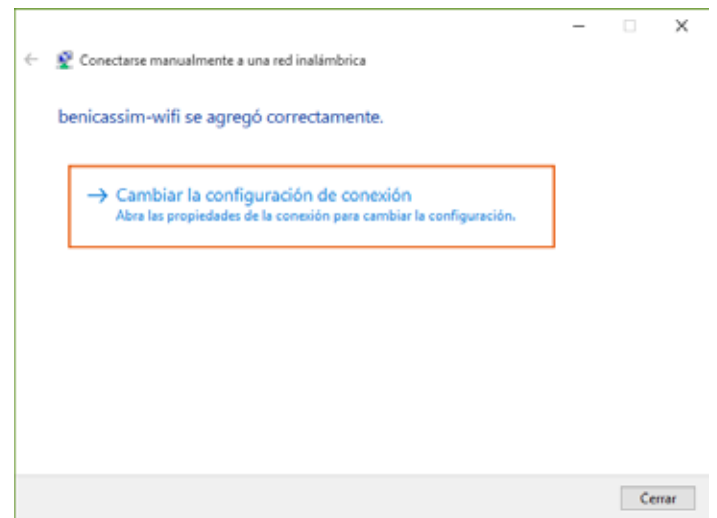 Conectarse manualmente a una red inalámbrica
benicassim-wifi se agregó correctamente.
Cambiar la configuración de conexión
Abra las propiedades de la conexión para cambiar la configuración.
Cerrar